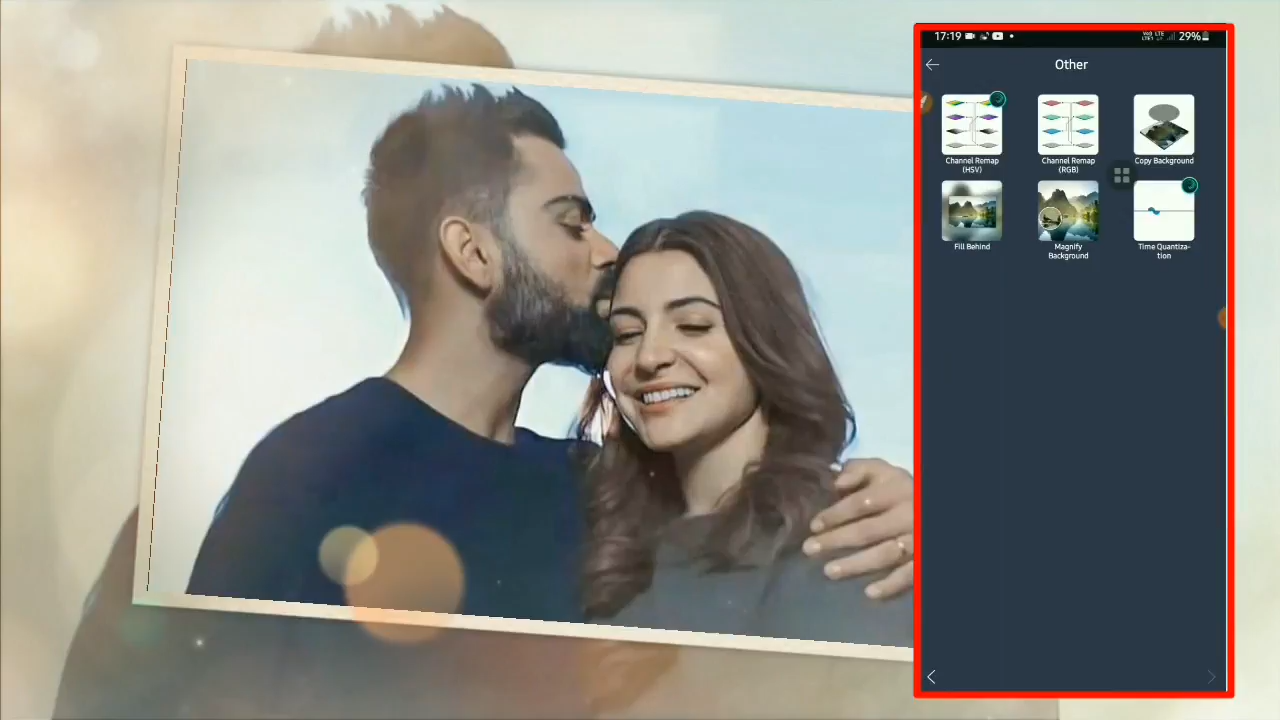 17:19
29%
Other
Channel Remap
(HSV)
Channel Remap
(RGB)
Copy Background
Fill Behind
Magnify
Background
Time Quantiza-
tion